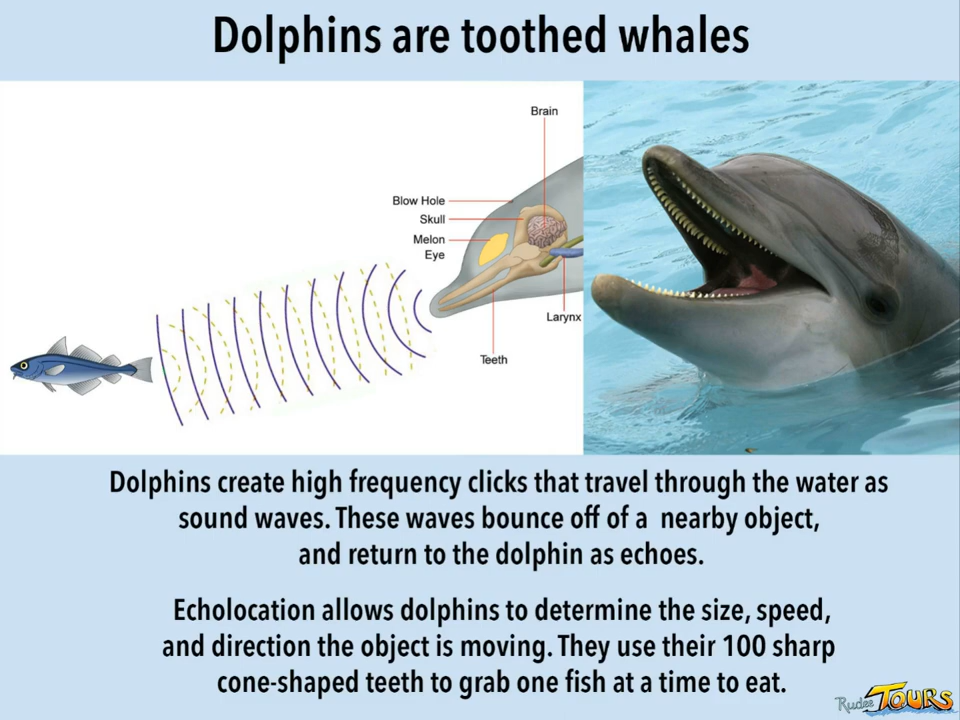 Dolphins are toothed whales
Brain
Blow Hole
Skull
Melon
Eye
Larynx
Teeth
Dolphins create high frequency clicks that travel through the water as
sound waves. These waves bounce off of a nearby object,
and return to the dolphin as echoes.
Echolocation allows dolphins to determine the size, speed,
and direction the object is moving. They use their 100 sharp
cone-shaped teeth to grab one fish at a time to eat.
Rudee TOURS